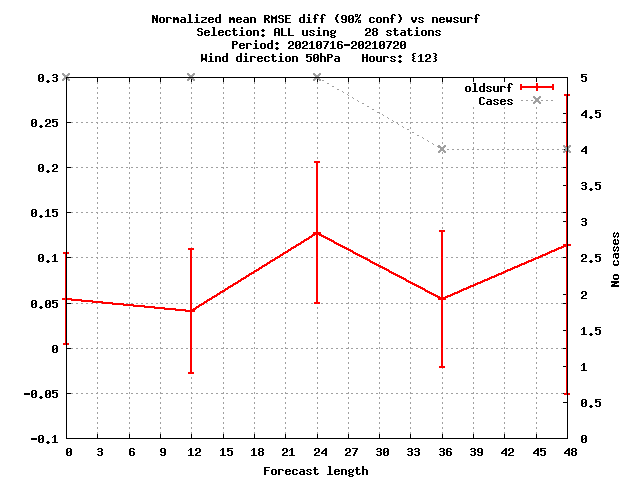 Normalized mean RMSE diff (90% conf) vs newsurf
Selection: ALL using    28 stations
Period: 20210716-20210720
Wind direction 50hPa   Hours: {12}
oldsurf
Cases
0.3
0.25
0.2
0.15
0.1
0.05
0
-0.05
-0.1
5
4.5
4
3.5
3
2.5
2
1.5
1
0.5
0
No cases
0 3 6 9 12 15 18 21 24 27 30 33 36 39 42 45 48
Forecast length